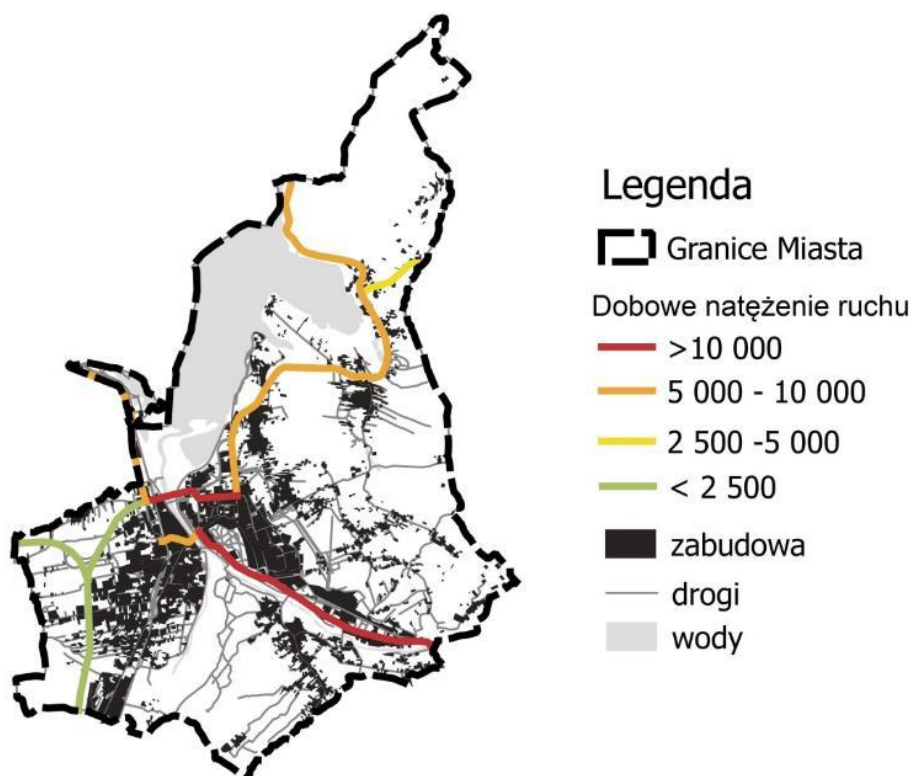 Legenda
Granice Miasta
Dobowe natężenie ruchu
>10 000
5 000 - 10 000
2 500 -5 000
< 2 500
zabudowa
drogi
wody